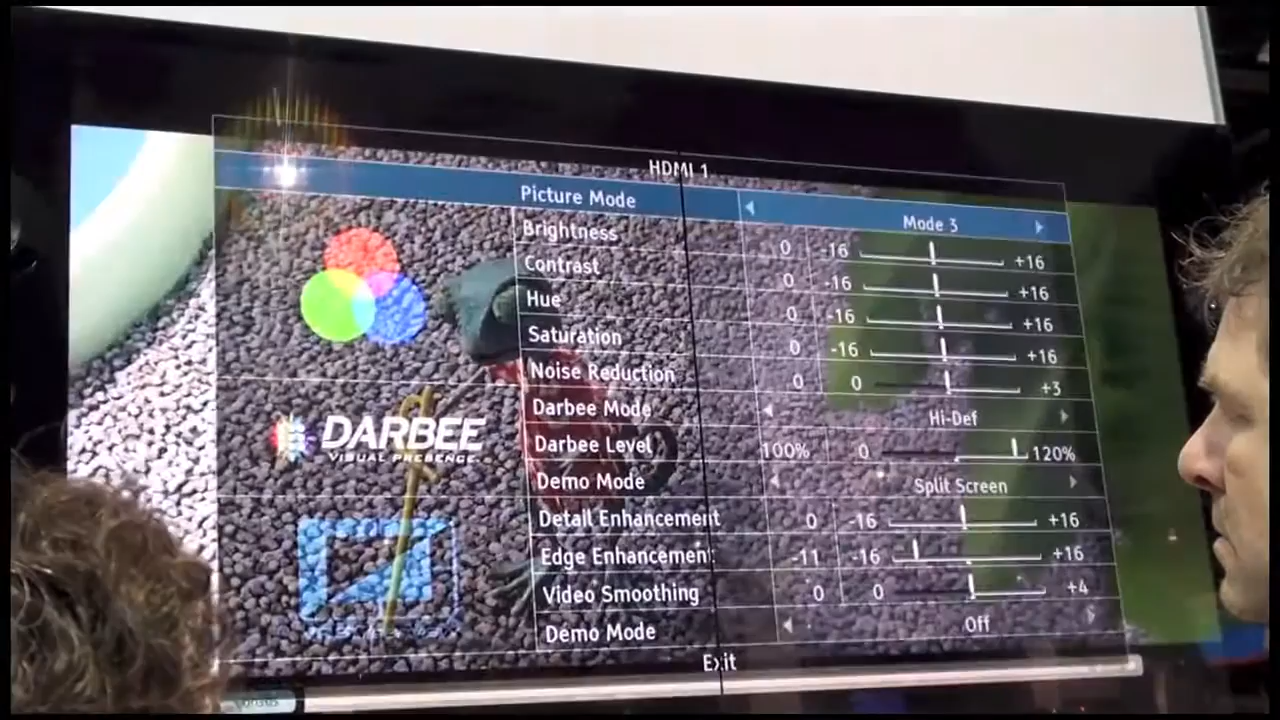 HDMI 1
Picture Mode Mode 3
Brightness 0 -16 +16
Contrast 0 -16 +16
Hue 0 -16 +16
Saturation 0 -16 +16
Noise Reduction 0 0 +3
Darbee Mode Hi-Def
Darbee Level 100% 0 120%
Demo Mode Split Screen
Detail Enhancement 0 -16 +16
Edge Enhancement -11 -16 +16
Video Smoothing 0 0 +4
Demo Mode Off
Exit
DARBEE
VISUAL PRESENCE